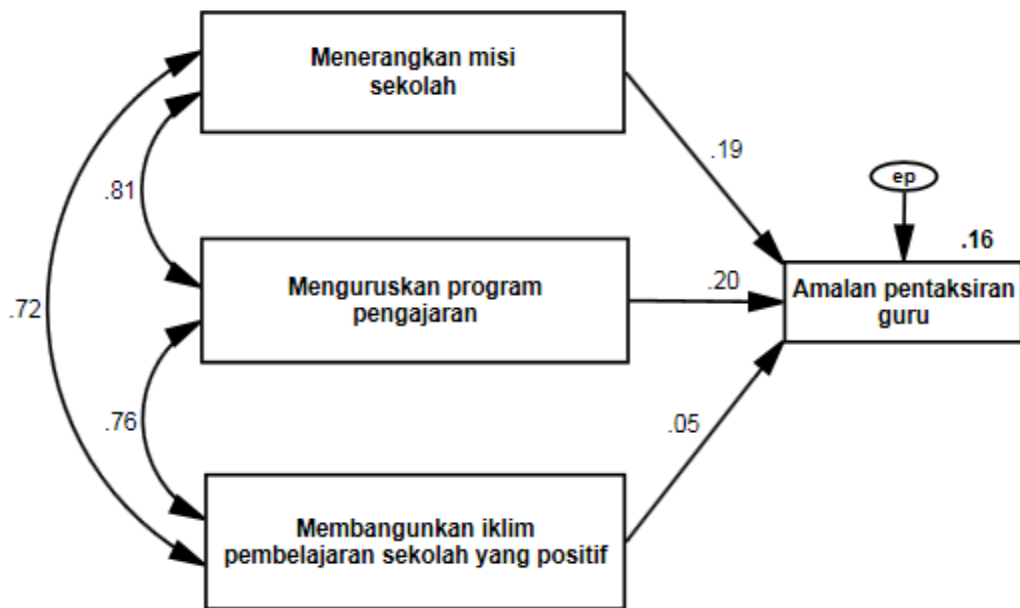 Menerangkan misi
sekolah
.19
ep
.81
.16
Menguruskan program
pengajaran
.20
Amalan pentaksiran
guru
.72
.76
.05
Membangunkan iklim
pembelajaran sekolah yang positif